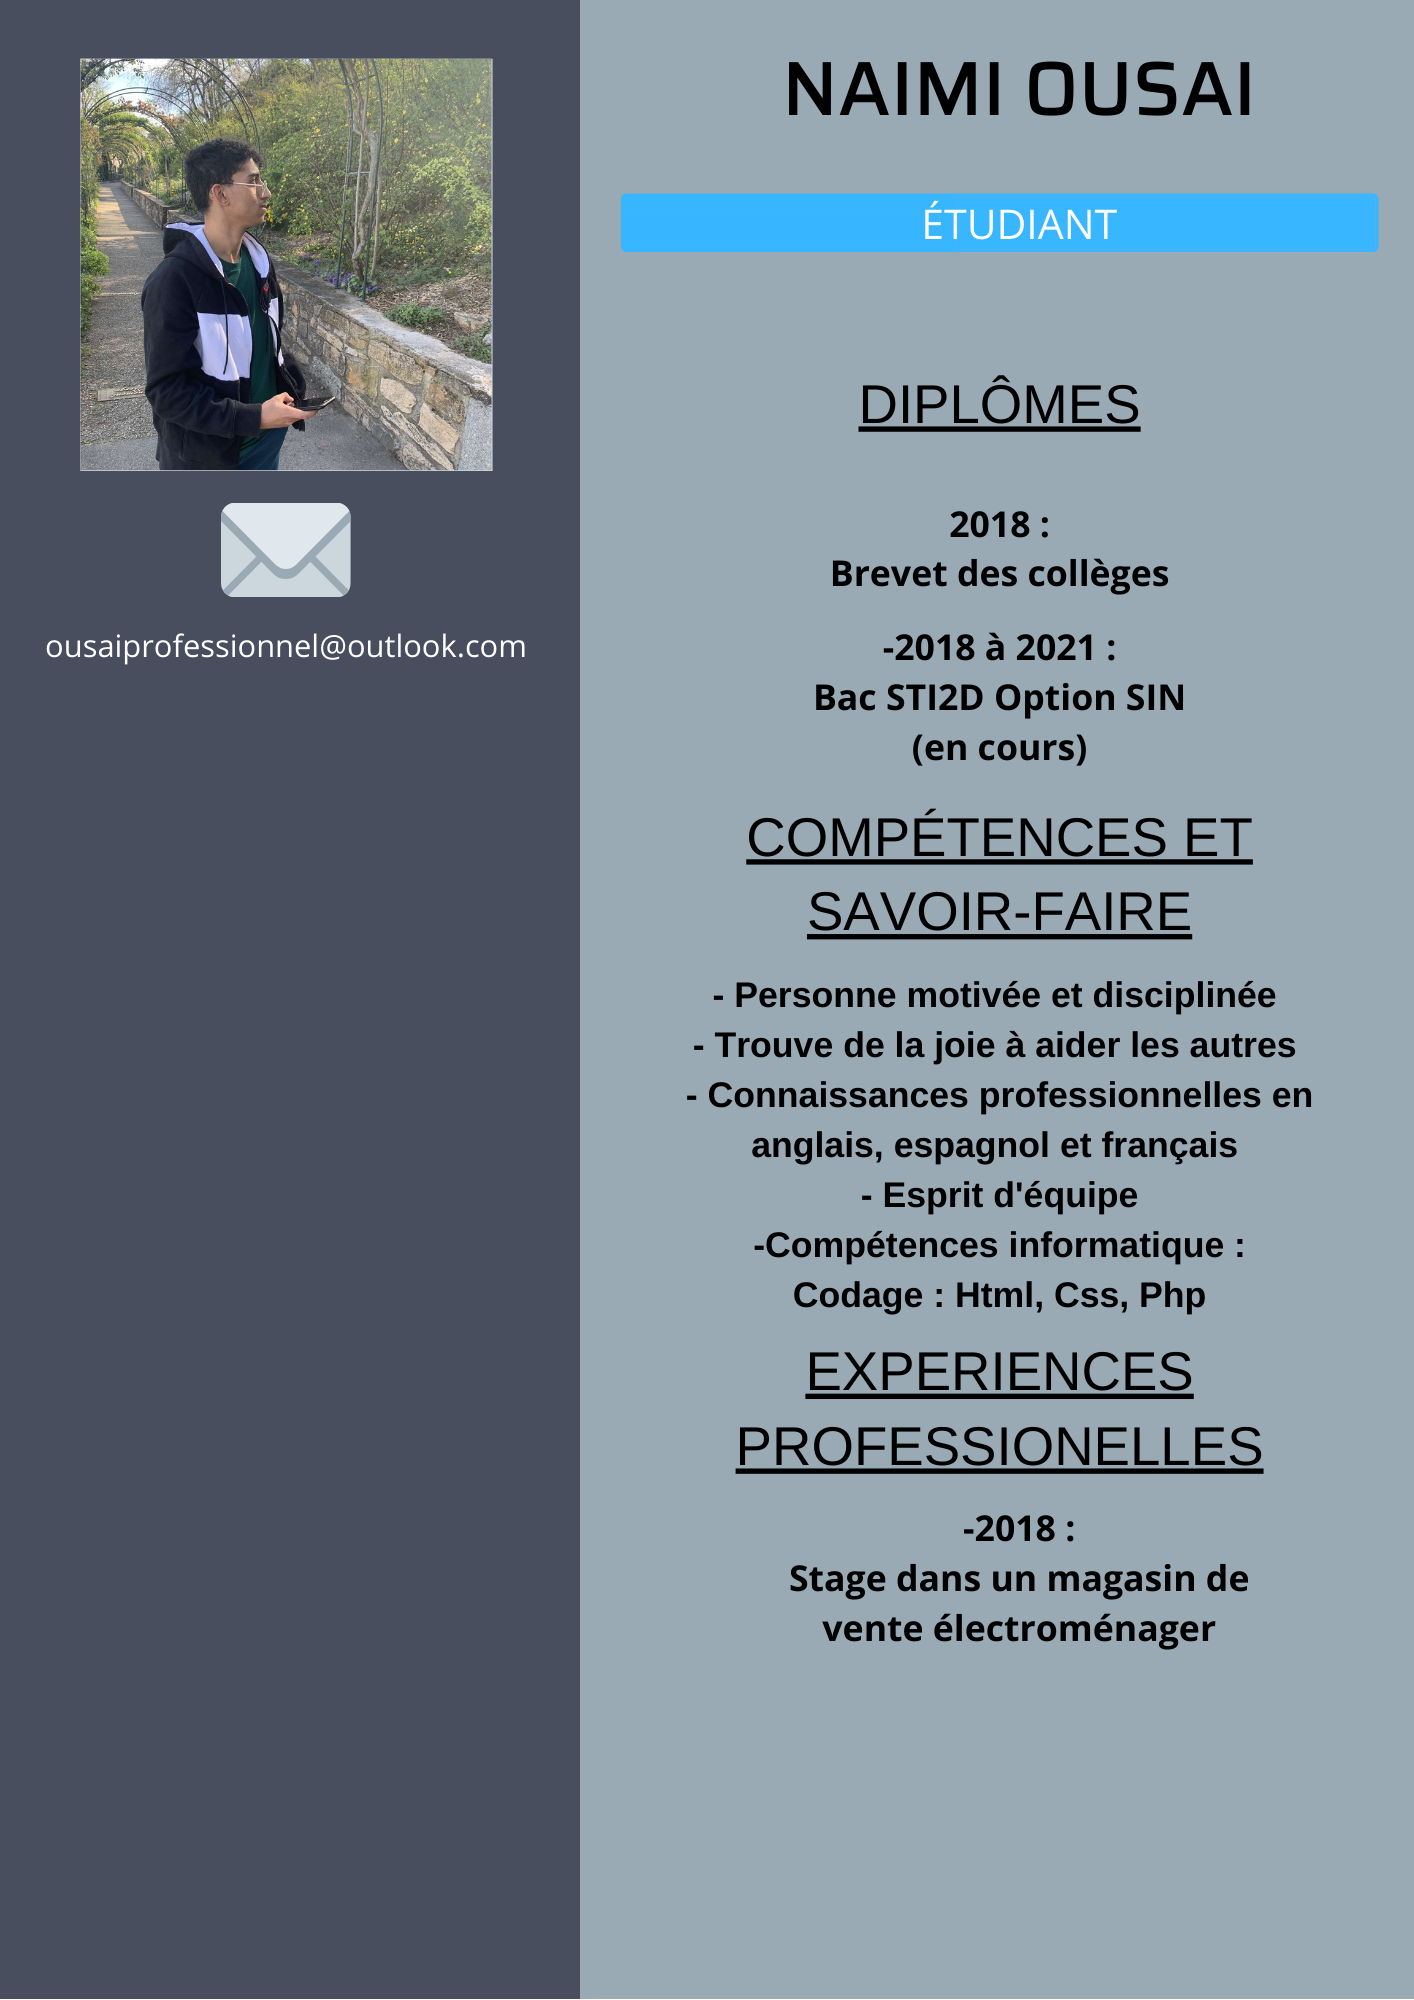 NAIMI OUSAI
ÉTUDIANT
ousaiprofessionnel@outlook.com
DIPLÔMES
2018 :
Brevet des collèges
-2018 à 2021 :
Bac STI2D Option SIN
(en cours)
COMPÉTENCES ET
SAVOIR-FAIRE
- Personne motivée et disciplinée
- Trouve de la joie à aider les autres
- Connaissances professionnelles en
anglais, espagnol et français
- Esprit d'équipe
-Compétences informatique :
Codage : Html, Css, Php
EXPERIENCES
PROFESSIONELLES
-2018 :
Stage dans un magasin de
vente électroménager